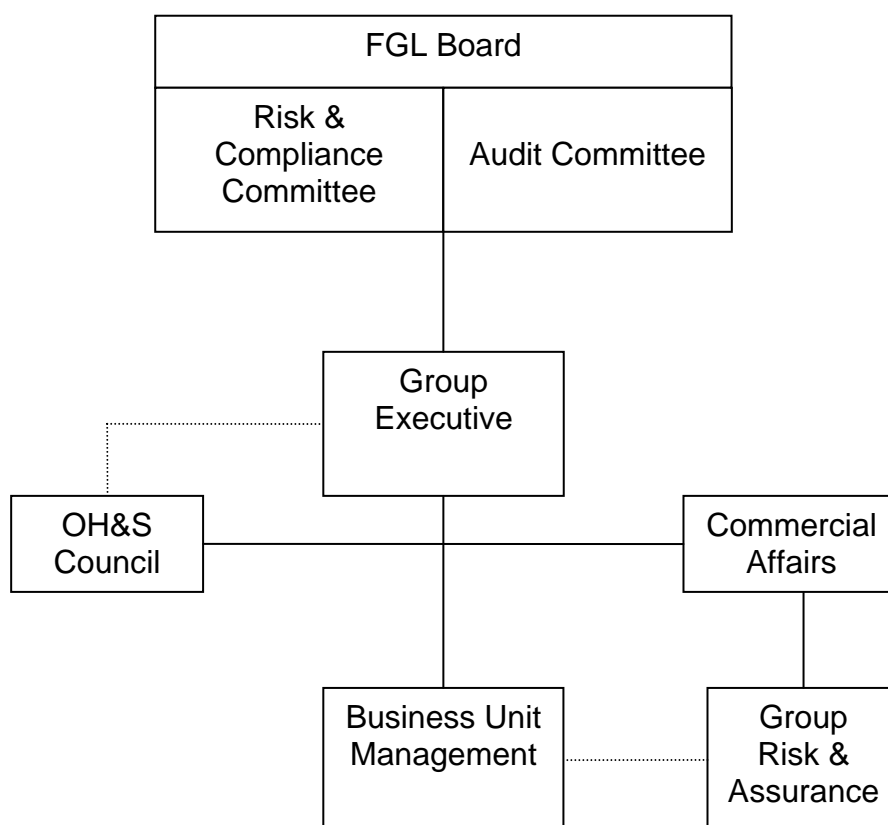 FGL Board
Risk &
Compliance
Committee
Audit Committee
Group
Executive
OH&S
Council
Commercial
Affairs
Business Unit
Management
Group
Risk &
Assurance